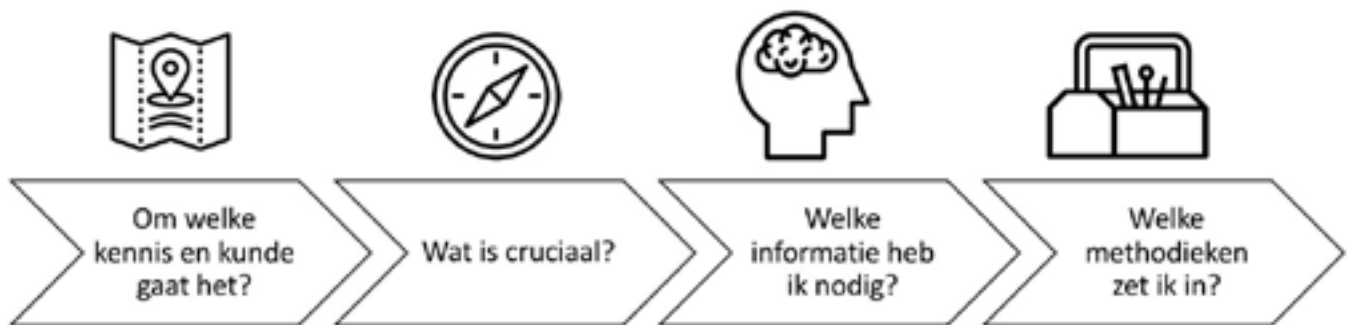 Om welke
kennis en kunde
gaat het?
Wat is cruciaal?
Welke
informatie heb
ik nodig?
Welke
methodieken
zet ik in?